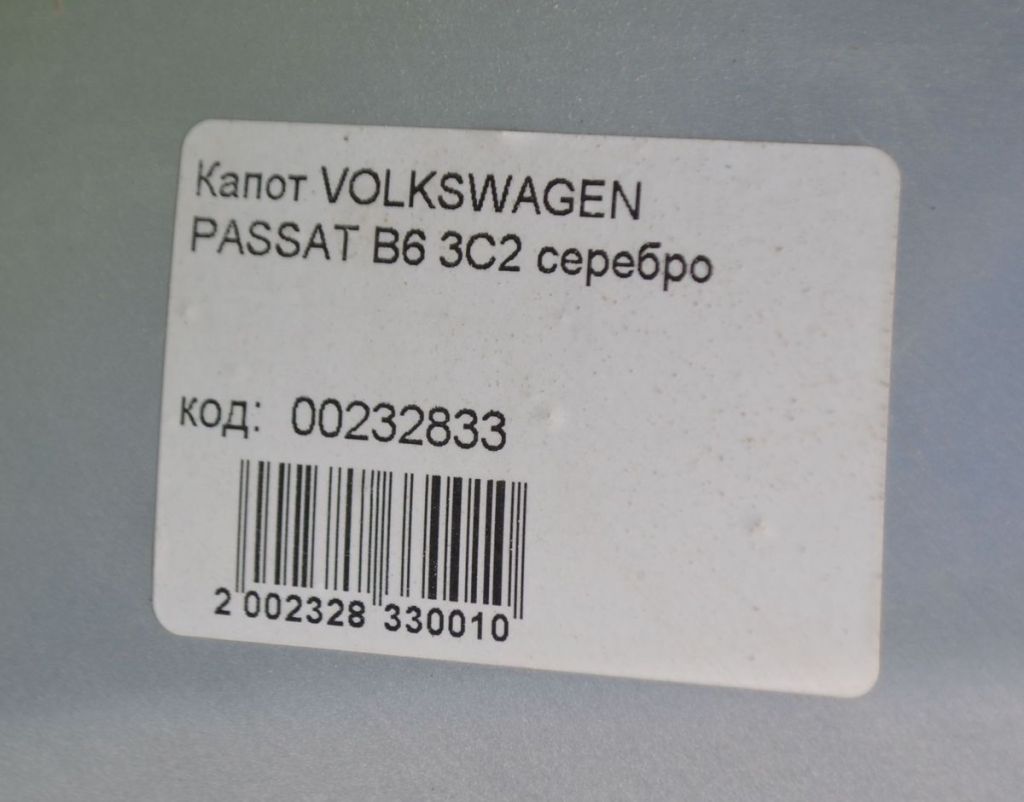 Капот VOLKSWAGEN
PASSAT B6 3C2 серебро
код: 00232833
2 002328 330010